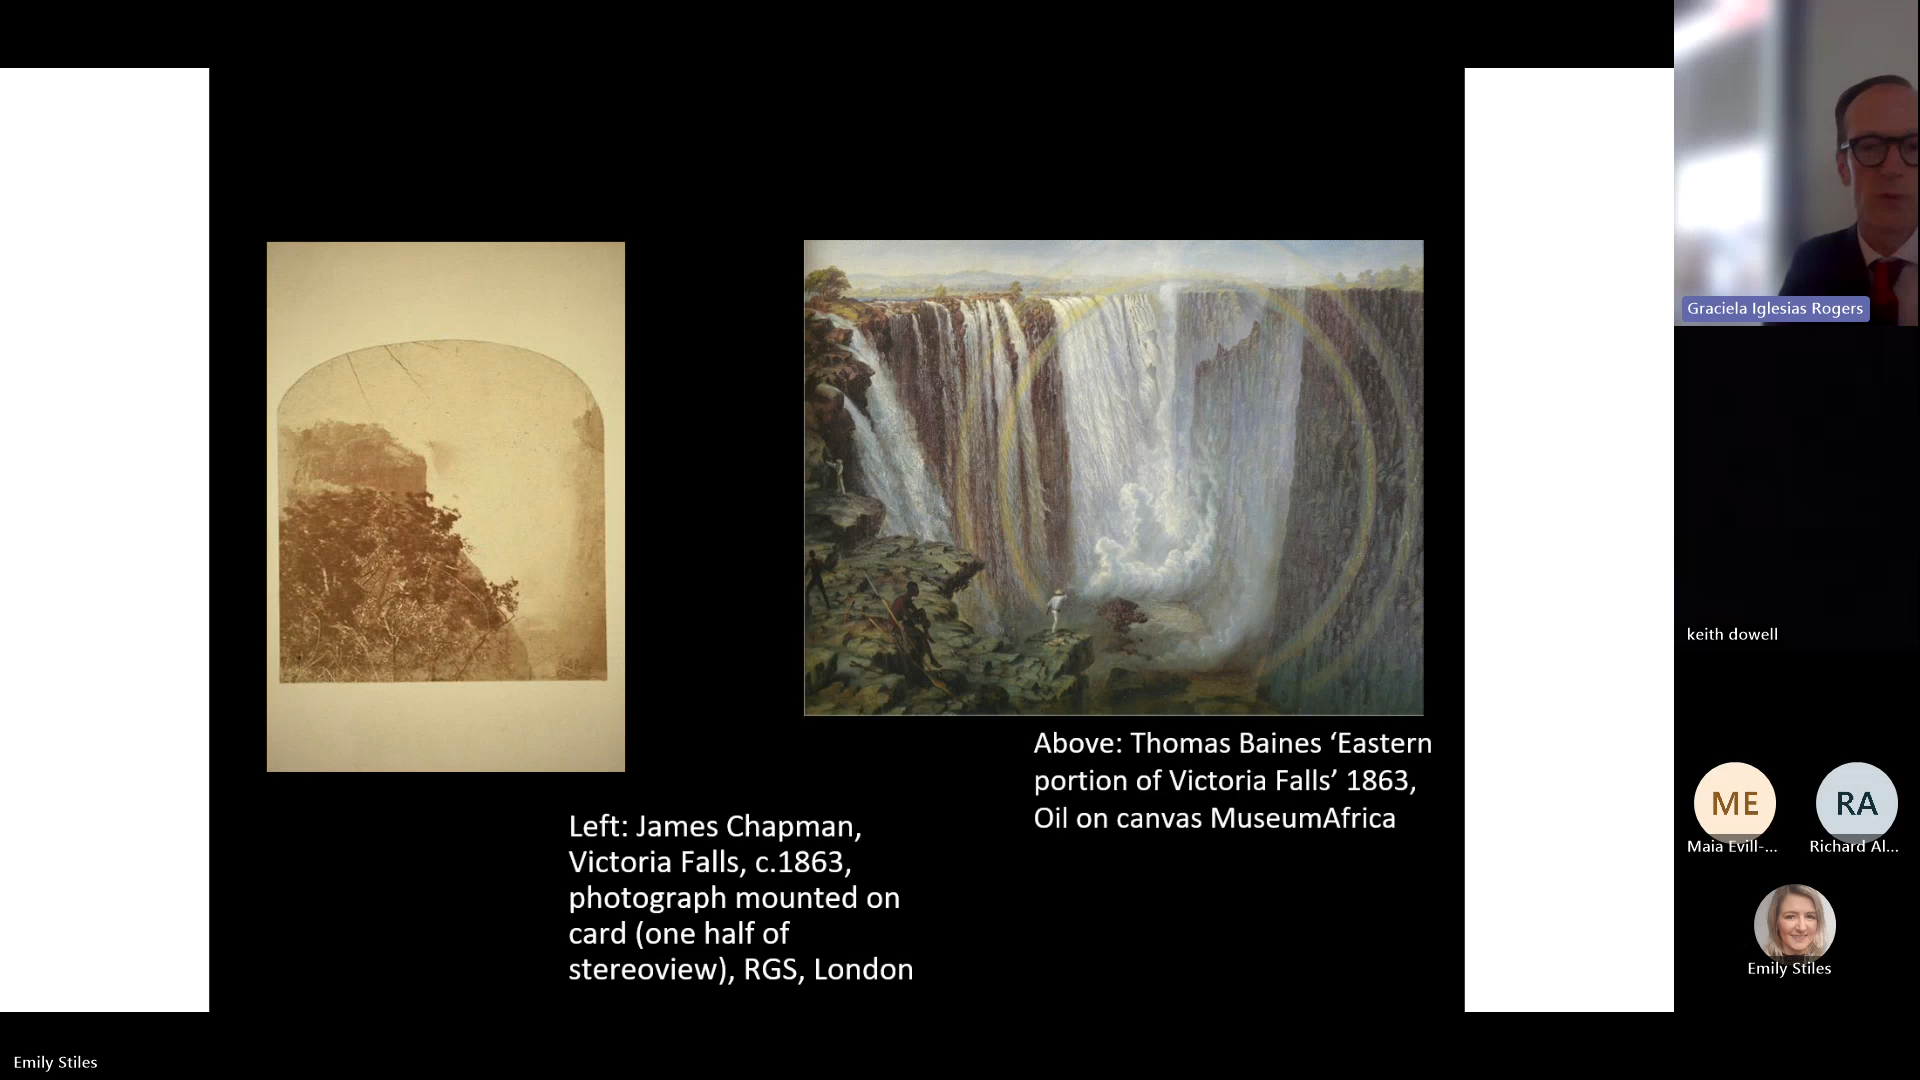 Above: Thomas Baines ‘Eastern
portion of Victoria Falls’ 1863,
Oil on canvas MuseumAfrica
Left: James Chapman,
Victoria Falls, c.1863,
photograph mounted on
card (one half of
stereoview), RGS, London
Graciela Iglesias Rogers
keith dowell
ME
Maia Evill-...
RA
Richard Al...
Emily Stiles
Emily Stiles